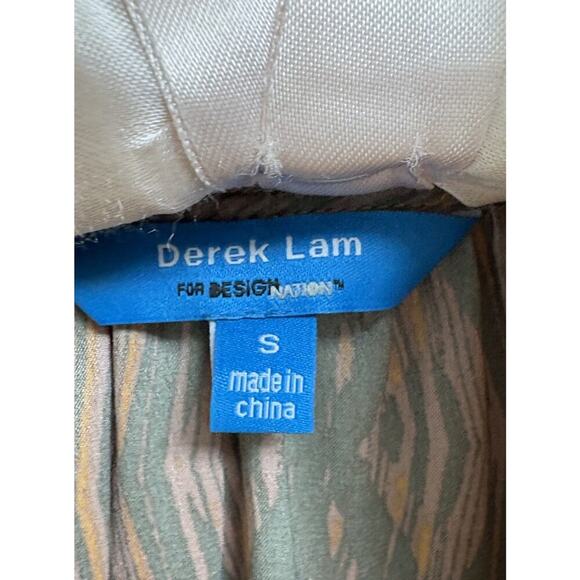 Derek Lam
FOR DESIGNNATION™
S
made in
china